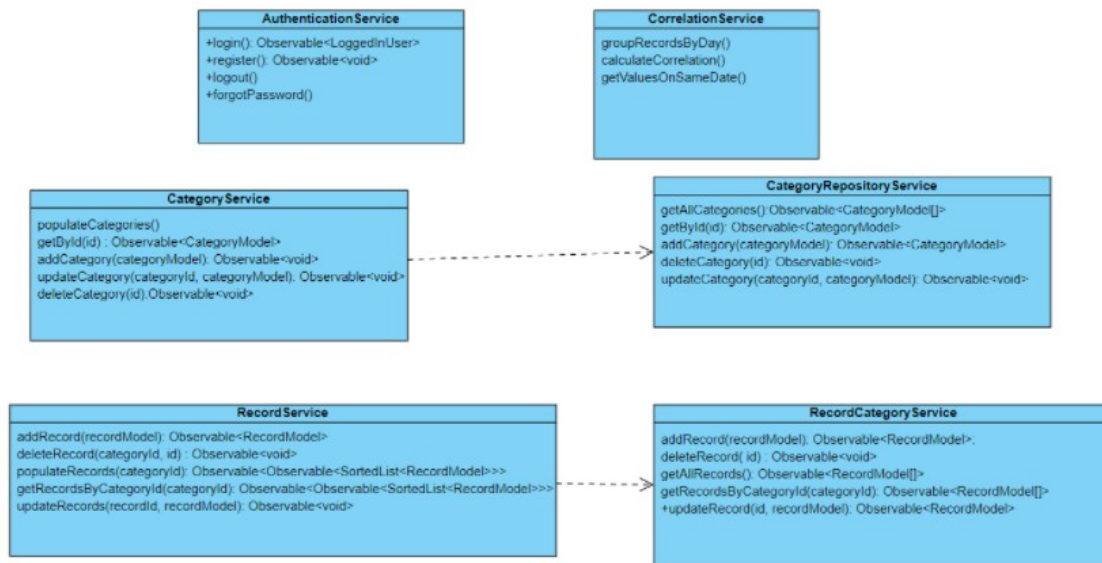 AuthenticationService
+login(): Observable<LoggedInUser>
+register(): Observable<void>
+logout()
+forgotPassword()
CorrelationService
groupRecordsByDay()
calculateCorrelation()
getValuesOnSameDate()
CategoryService
populateCategories()
getById(id) : Observable<CategoryModel>
addCategory(categoryModel): Observable<void>
updateCategory(categoryId, categoryModel): Observable<void>
deleteCategory(id):Observable<void>
CategoryRepositoryService
getAllCategories():Observable<CategoryModel[]>
getById(id): Observable<CategoryModel>
addCategory(categoryModel): Observable<CategoryModel>
deleteCategory(id): Observable<void>
updateCategory(categoryId, categoryModel): Observable<void>
RecordService
addRecord(recordModel): Observable<RecordModel>
deleteRecord(categoryId, id) : Observable<void>
populateRecords(categoryId): Observable<Observable<SortedList<RecordModel>>>
getRecordsByCategoryId(categoryId): Observable<Observable<SortedList<RecordModel>>>
updateRecords(recordId, recordModel): Observable<void>
RecordCategoryService
addRecord(recordModel): Observable<RecordModel>:
deleteRecord( id) : Observable<void>
getAllRecords(): Observable<RecordModel[]>
getRecordsByCategoryId(categoryId): Observable<RecordModel[]>
+updateRecord(id, recordModel): Observable<RecordModel>